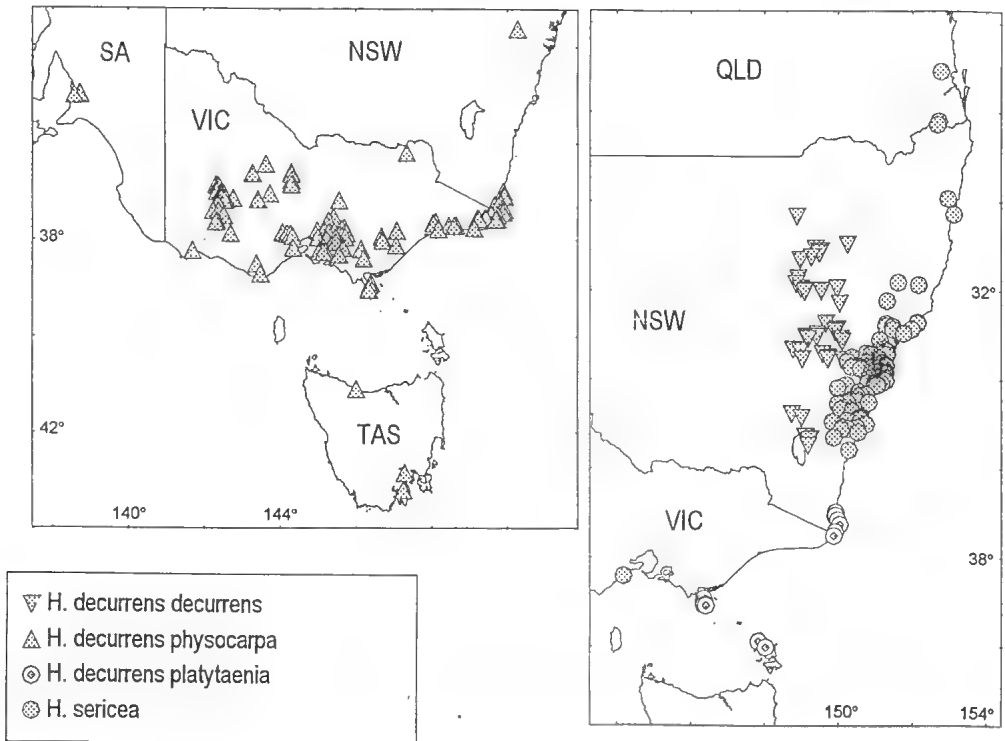 SA
NSW
VIC
38°
42°
TAS
140°
144°
QLD
NSW
32°
VIC
38°
150°
154°
H. decurrens decurrens
H. decurrens physocarpa
H. decurrens platytaenia
H. sericea